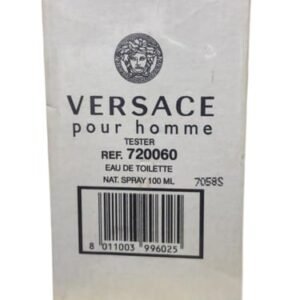 VERSACE
pour homme
TESTER
REF. 720060
EAU DE TOILETTE
NAT. SPRAY 100 ML 7058S
8 011003 996025